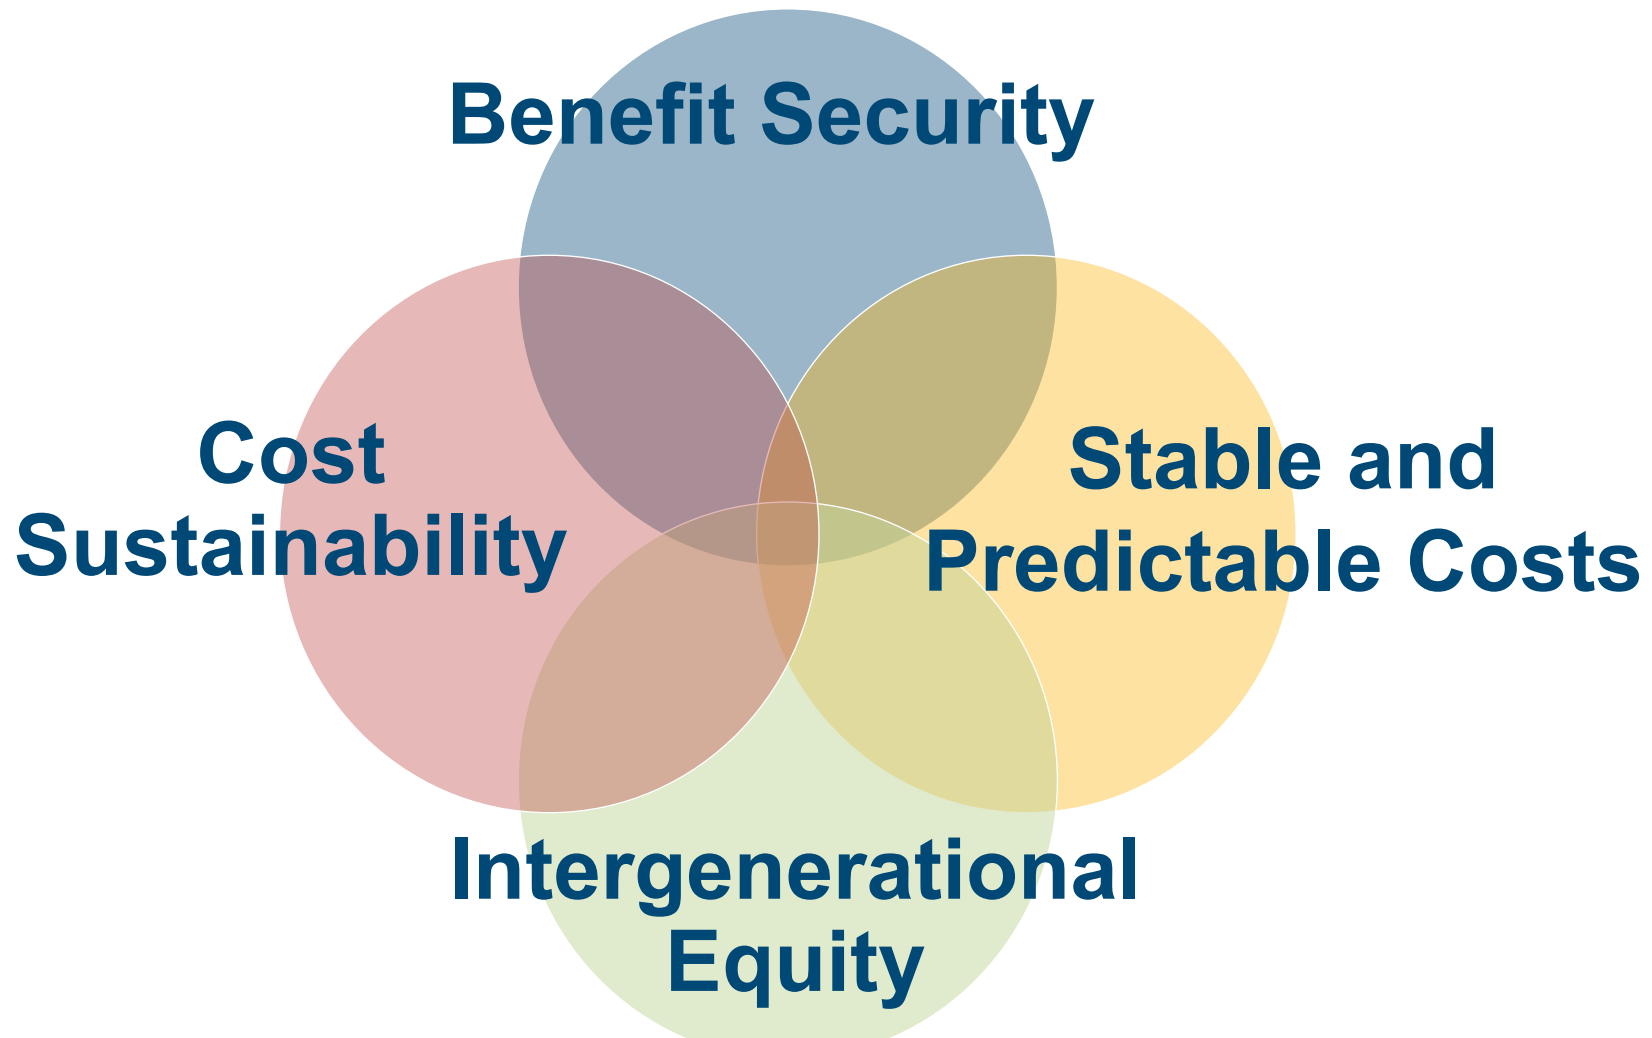 Benefit Security
Cost
Sustainability
Stable and
Predictable Costs
Intergenerational
Equity